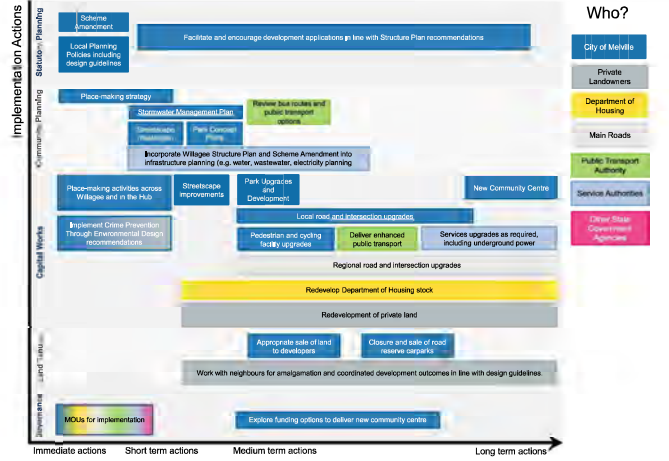 Implementation Actions
Statutory Planning
Scheme
Amendment
Local Planning
Policies including
design guidelines
Facilitate and encourage development applications in line with Structure Plan recommendations
Community Planning
Place-making strategy
Stormwater Management Plan
Streetscape
Park Concept
Plans
Review bus routes and
public transport
options
Incorporate Willagee Structure Plan and Scheme Amendment into
infrastructure planning (e.g. water, wastewater, electricity planning
Capital Works
Place-making activities across
Willagee and in the Hub
Streetscape
improvements
Park Upgrades
and
Development
New Community Centre
Local road and intersection upgrades
Implement Crime Prevention
Through Environmental Design
recommendations
Pedestrian and cycling
facility upgrades
Deliver enhanced
public transport
Services upgrades as required,
including underground power
Regional road and intersection upgrades
Redevelop Department of Housing stock
Redevelopment of private land
Land
Appropriate sale of land
to developers
Closure and sale of road
reserve carparks
Work with neighbours for amalgamation and coordinated development outcomes in line with design guidelines.
Governance
MOUs for implementation
Explore funding options to deliver new community centre
Immediate actions
Short term actions
Medium term actions
Long term actions
Who?
City of Melville
Private
Landowners
Department of
Housing
Main Roads
Public Transport
Authority
Service Authorities
Other State
Government
Agencies